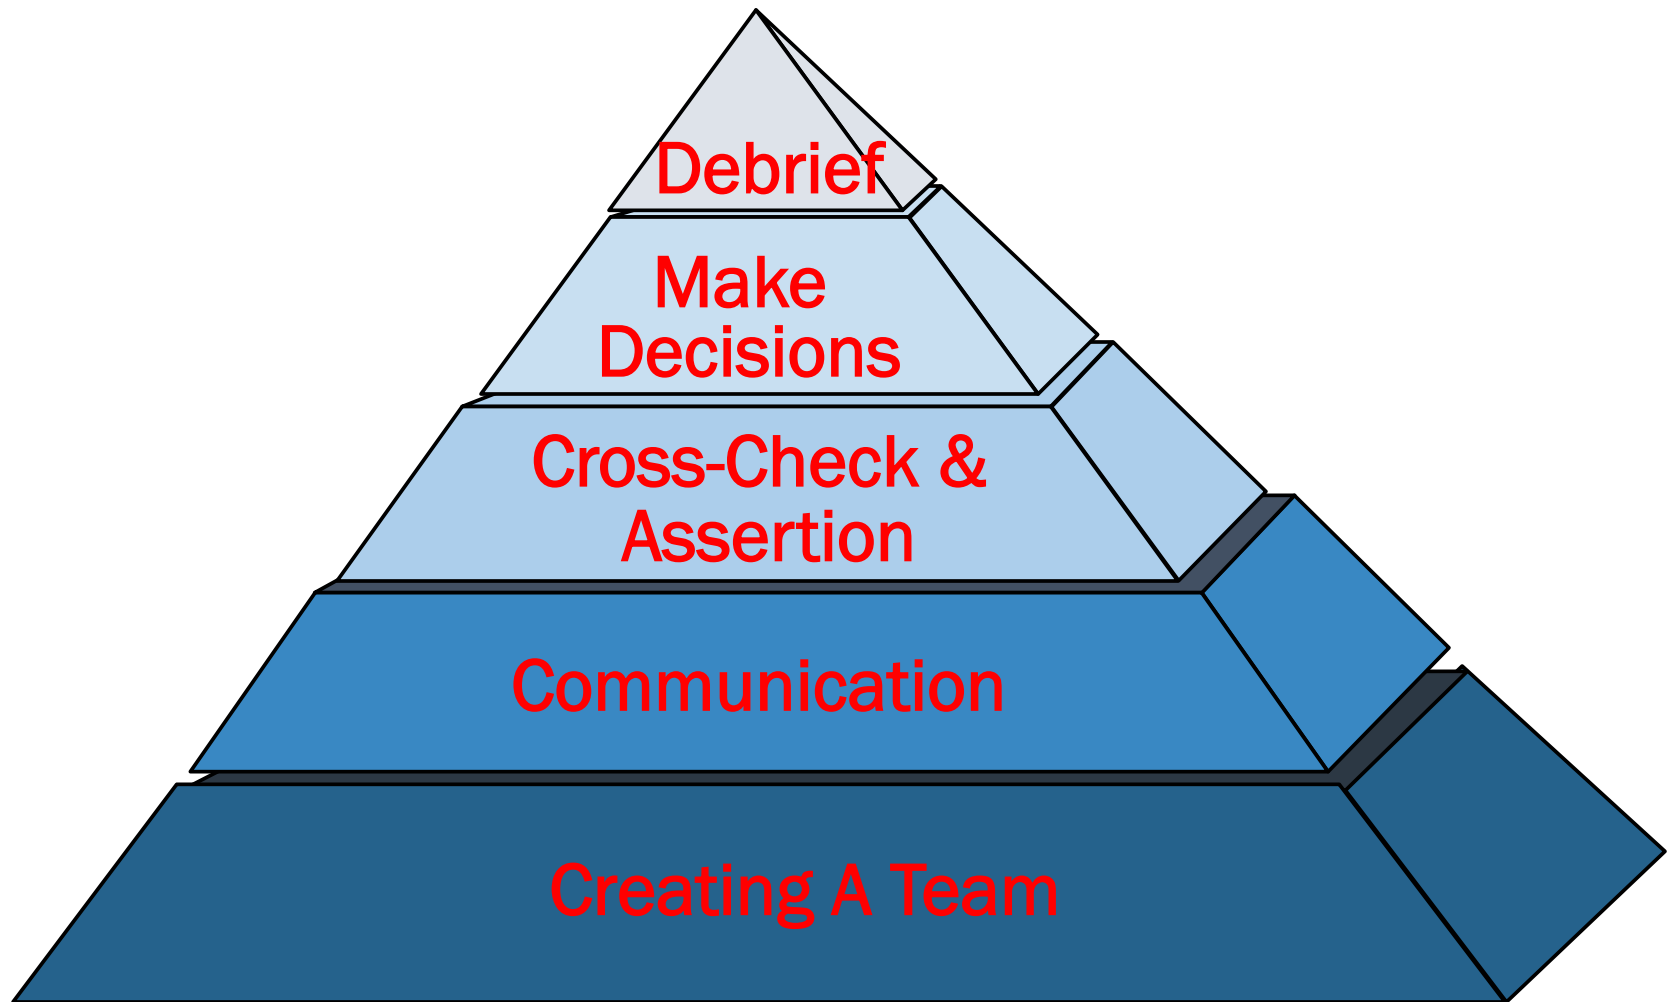 Debrief
Make
Decisions
Cross-Check &
Assertion
Communication
Creating A Team